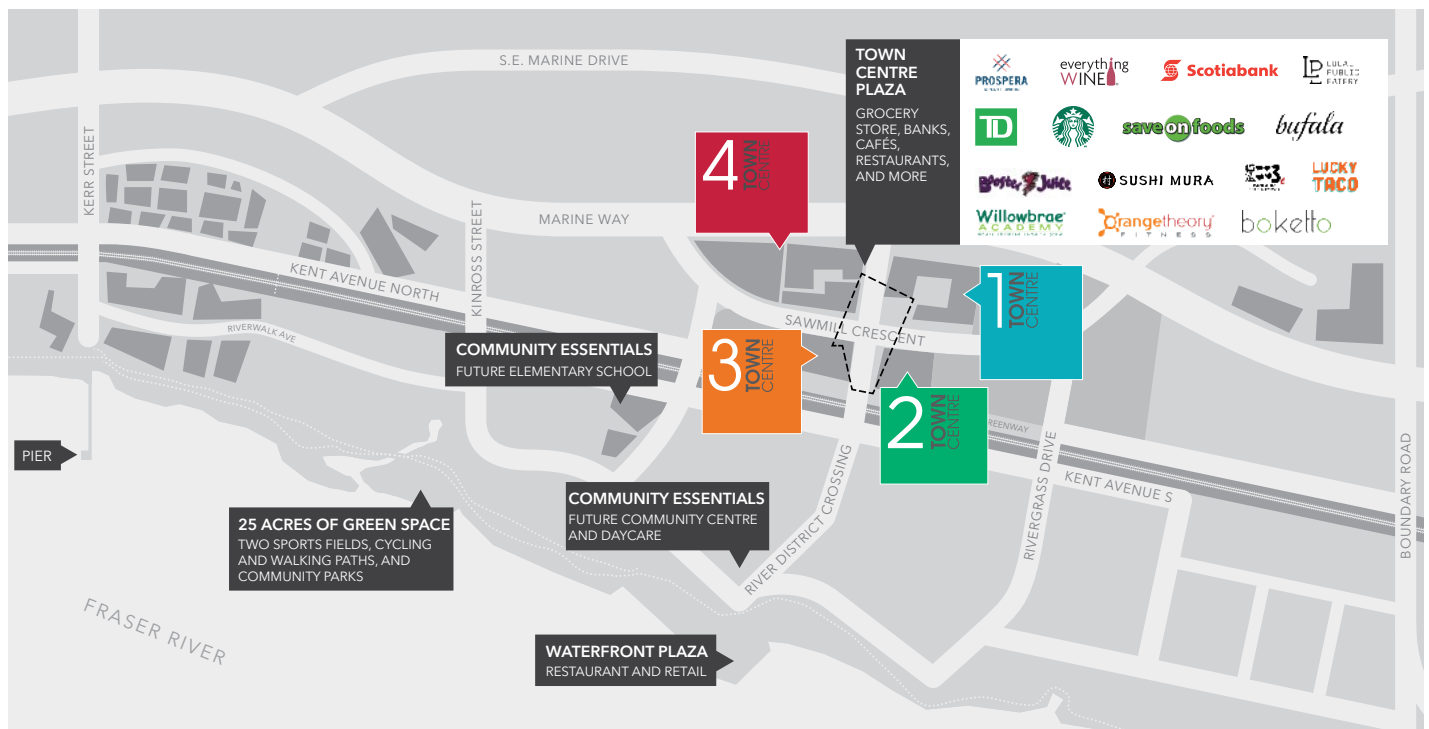 S.E. MARINE DRIVE
TOWN
CENTRE
PLAZA
GROCERY
STORE, BANKS,
CAFÉS,
RESTAURANTS,
AND MORE
PROSPERA
everything
WINE
Scotiabank
PUBLIC
EATERY
TD
save on foods
bufala
Booster Juice
SUSHI MURA
LUCKY
TACO
Willowbrae
ACADEMY
Orangetheory
FITNESS
boketto
KERR STREET
4
TOWN
CENTRE
MARINE WAY
KINROSS STREET
KENT AVENUE NORTH
RIVERWALK AVE
1
TOWN
CENTRE
SAWMILL CRESCENT
COMMUNITY ESSENTIALS
FUTURE ELEMENTARY SCHOOL
3
TOWN
CENTRE
2
TOWN
CENTRE
PIER
RIVER DISTRICT CROSSING
RIVERGRASS DRIVE
KENT AVENUE S
BOUNDARY ROAD
COMMUNITY ESSENTIALS
FUTURE COMMUNITY CENTRE
AND DAYCARE
25 ACRES OF GREEN SPACE
TWO SPORTS FIELDS, CYCLING
AND WALKING PATHS, AND
COMMUNITY PARKS
FRASER RIVER
WATERFRONT PLAZA
RESTAURANT AND RETAIL